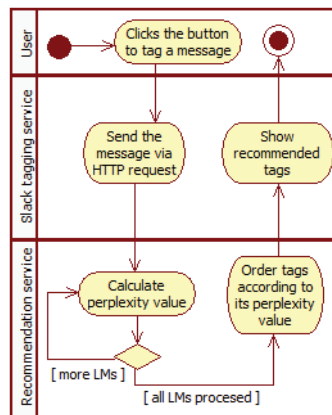 User
Clicks the button
to tag a message
Slack tagging service
Send the
message via
HTTP request
Show
recommended
tags
Recommendation service
Calculate
perplexity value
Order tags
according to
its perplexity
value
[ more LMs ]
[ all LMs procesed ]